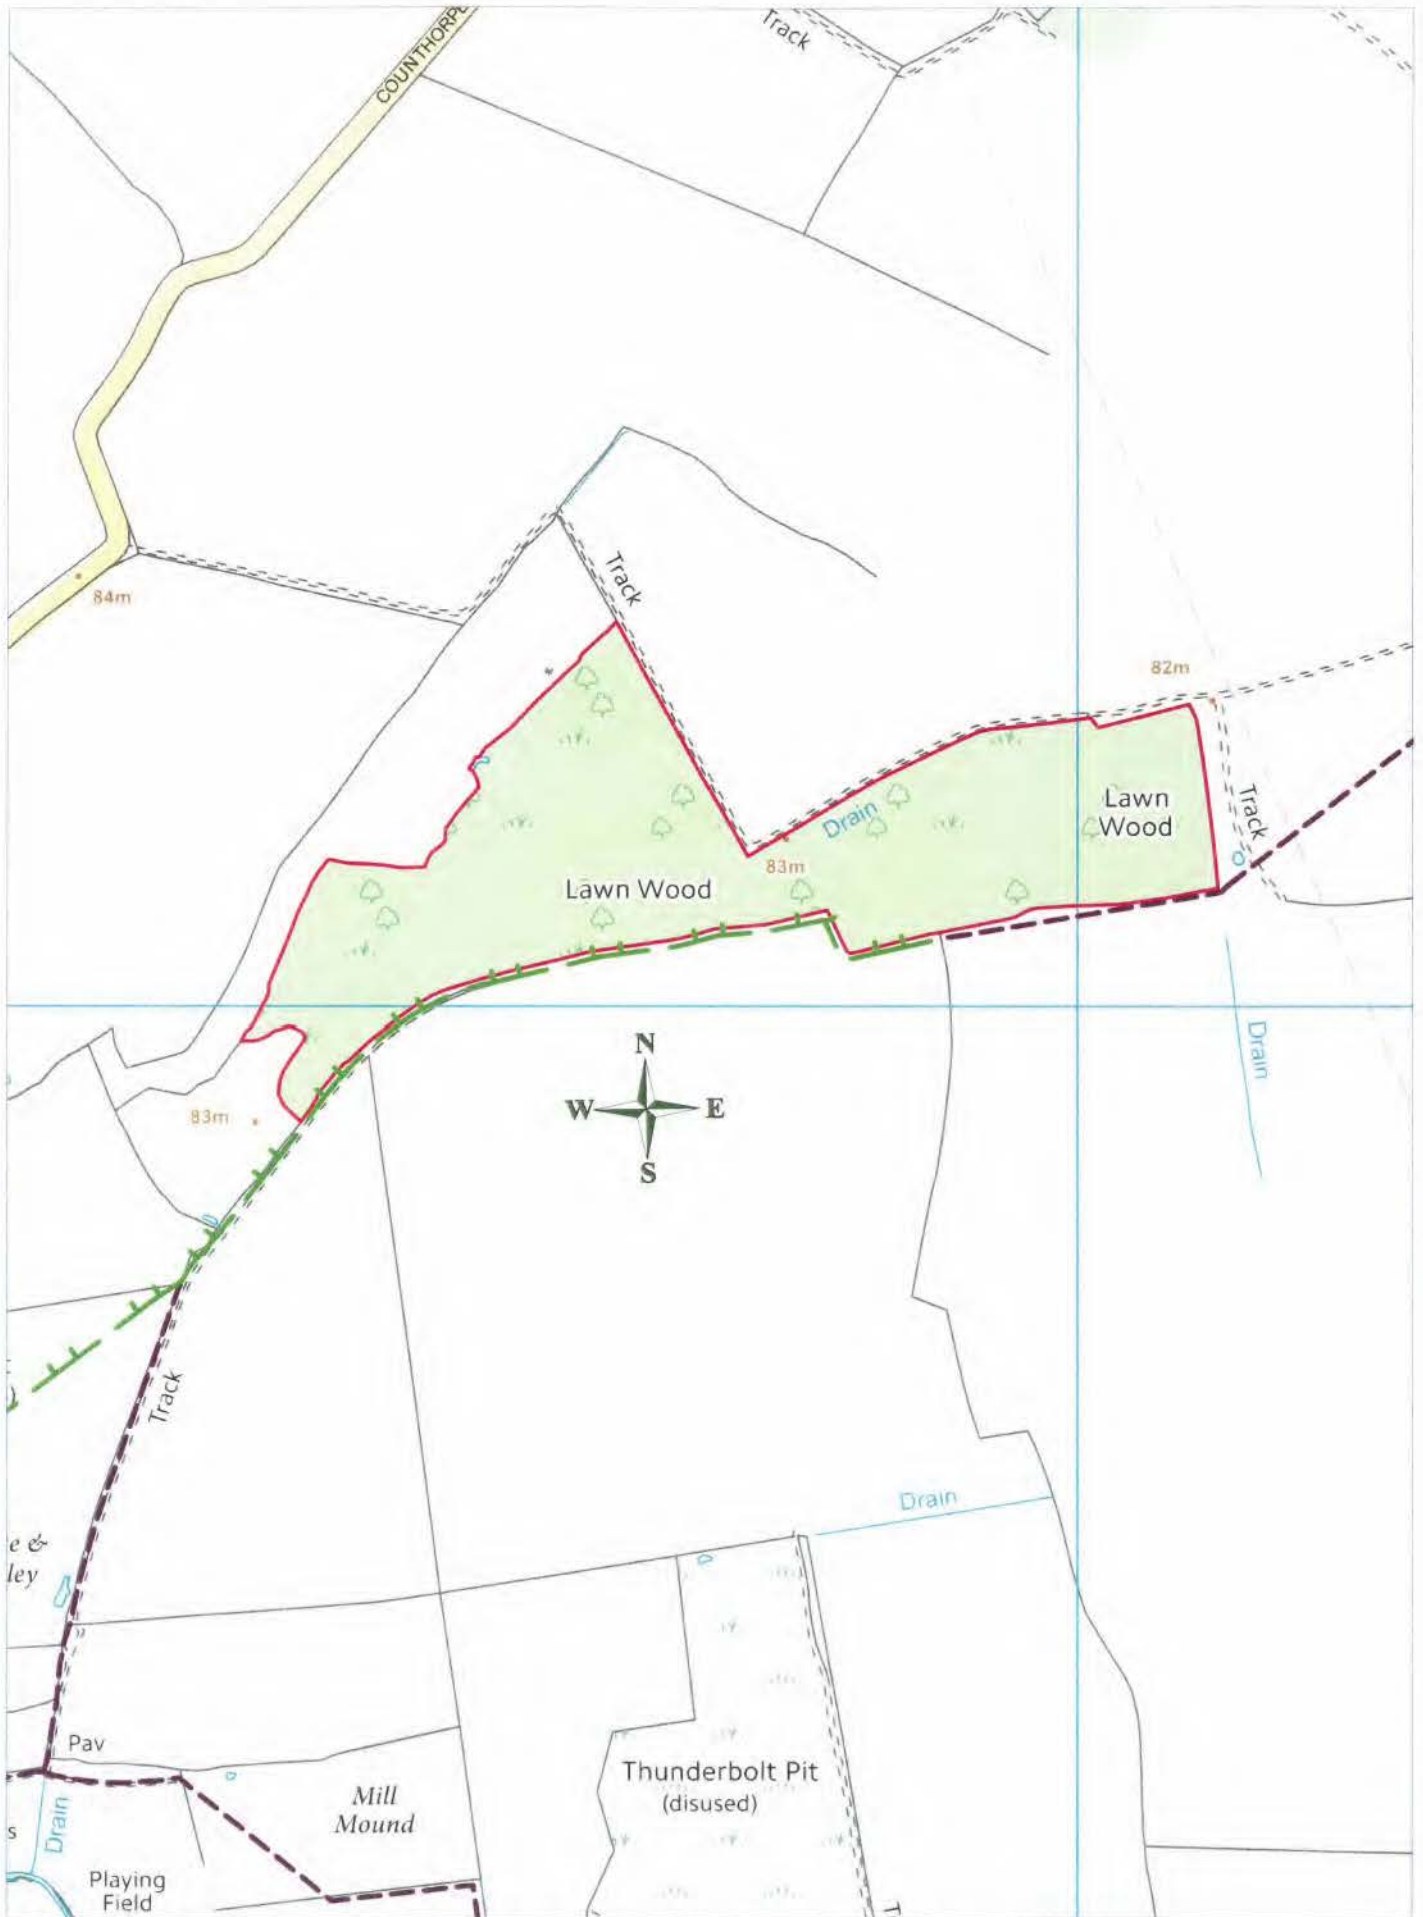 Track
COUNTHORPE
Track
84m
82m
Track
Lawn
Wood
Drain
83m
Lawn Wood
N
W E
S
Drain
83m
Track
Drain
e &
ley
Pav
Thunderbolt Pit
(disused)
Mill
Mound
Drain
s
Playing
Field
T